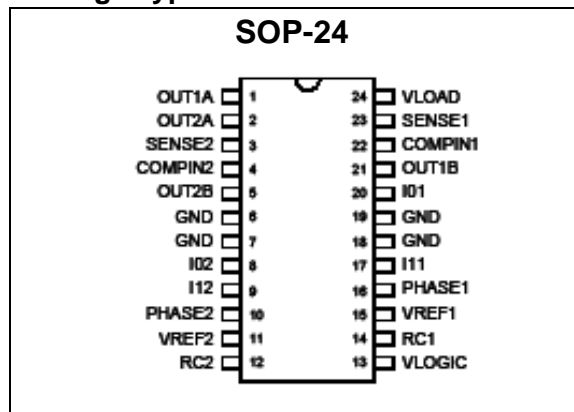 SOP-24
OUT1A 1 24 VLOAD
OUT2A 2 23 SENSE1
SENSE2 3 22 COMPIN1
COMPIN2 4 21 OUT1B
OUT2B 5 20 I01
GND 6 19 GND
GND 7 18 GND
I02 8 17 I11
I12 9 16 PHASE1
PHASE2 10 15 VREF1
VREF2 11 14 RC1
RC2 12 13 VLOGIC